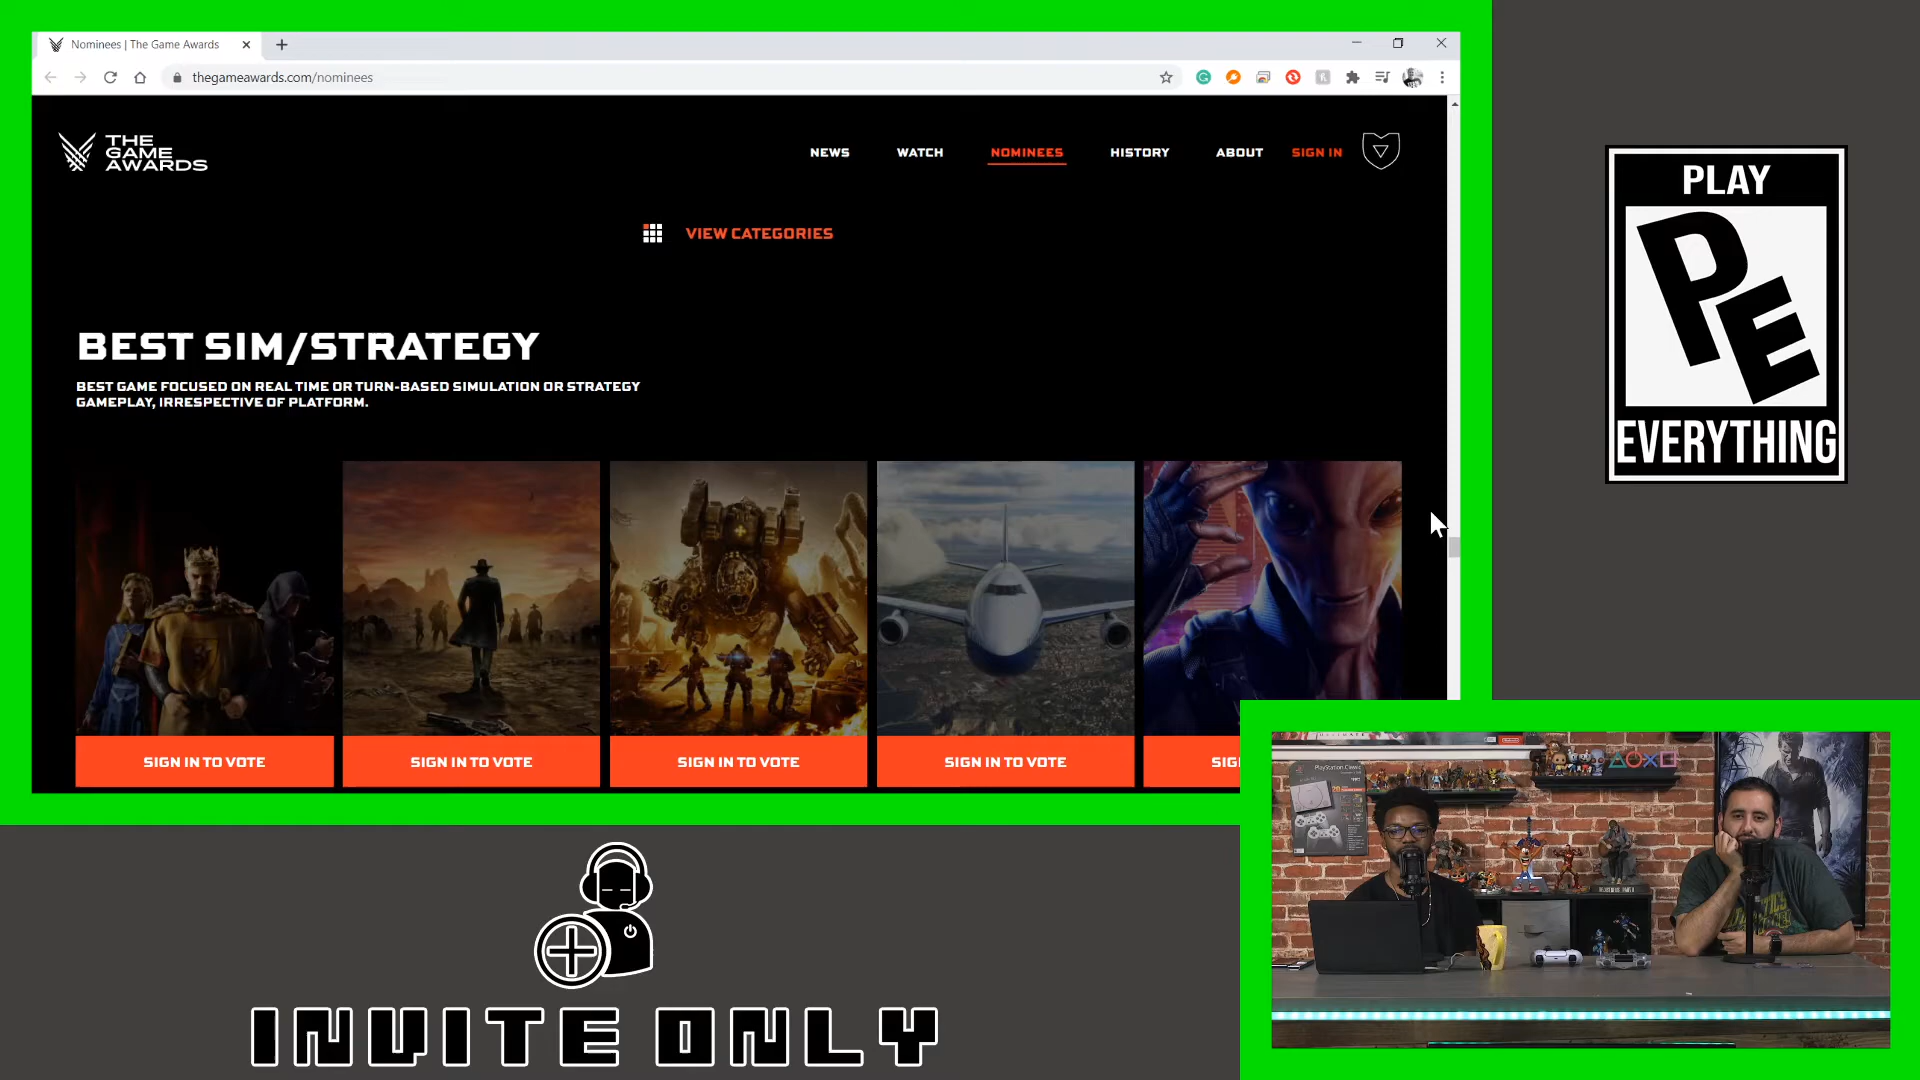 Nominees | The Game Awards
thegameawards.com/nominees
THE
GAME
AWARDS
NEWS
WATCH
NOMINEES
HISTORY
ABOUT
SIGN IN
VIEW CATEGORIES
BEST SIM/STRATEGY
BEST GAME FOCUSED ON REAL TIME OR TURN-BASED SIMULATION OR STRATEGY
GAMEPLAY, IRRESPECTIVE OF PLATFORM.
SIGN IN TO VOTE
SIGN IN TO VOTE
SIGN IN TO VOTE
SIGN IN TO VOTE
SIG
PLAY
PE
EVERYTHING
PlayStation Classic
INVITE ONLY